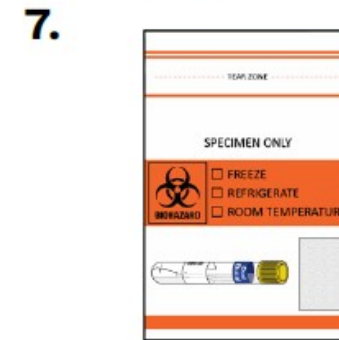 7.
TEAR ZONE
SPECIMEN ONLY
FREEZE
REFRIGERATE
BIOHAZARD
ROOM TEMPERATUR